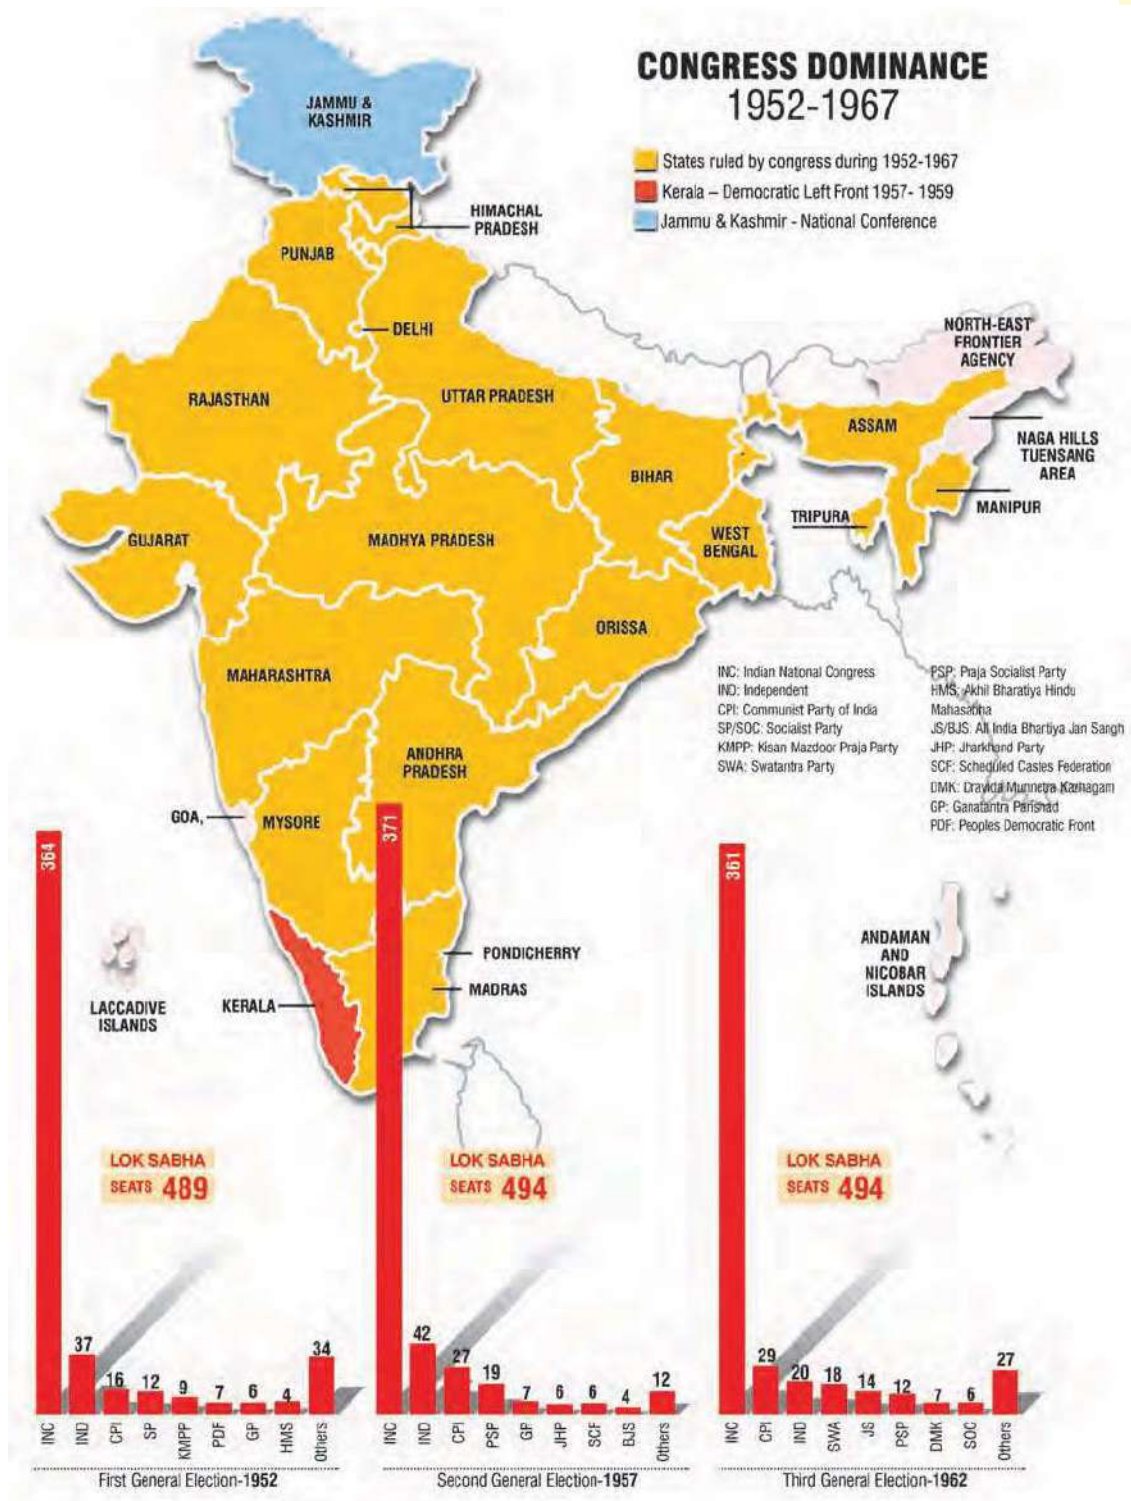 CONGRESS DOMINANCE
1952-1967
States ruled by congress during 1952-1967
Kerala – Democratic Left Front 1957- 1959
Jammu & Kashmir - National Conference
JAMMU &
KASHMIR
HIMACHAL
PRADESH
PUNJAB
DELHI
NORTH-EAST
FRONTIER
AGENCY
RAJASTHAN
UTTAR PRADESH
ASSAM
NAGA HILLS
TUENSANG
AREA
BIHAR
MANIPUR
TRIPURA
GUJARAT
MADHYA PRADESH
WEST
BENGAL
ORISSA
MAHARASHTRA
ANDHRA
PRADESH
GOA,
MYSORE
INC: Indian National Congress
IND: Independent
CPI: Communist Party of India
SP/SOC: Socialist Party
KMPP: Kisan Mazdoor Praja Party
SWA: Swatantra Party
PSP: Praja Socialist Party
HMS: Akhil Bharatiya Hindu
Mahasabha
JS/BJS: All India Bhartiya Jan Sangh
JHP: Jharkhand Party
SCF: Scheduled Castes Federation
DMK: Dravida Munnetra Kazhagam
GP: Ganatantra Parishad
PDF: Peoples Democratic Front
PONDICHERRY
MADRAS
KERALA
LACCADIVE
ISLANDS
ANDAMAN
AND
NICOBAR
ISLANDS
LOK SABHA
SEATS 489
364
37
16
12
9
7
6
4
34
INC
IND
CPI
SP
KMPP
PDF
GP
HMS
Others
First General Election-1952
LOK SABHA
SEATS 494
371
42
27
19
7
6
6
4
12
INC
IND
CPI
PSP
GP
JHP
SCF
BJS
Others
Second General Election-1957
LOK SABHA
SEATS 494
361
29
20
18
14
12
7
6
27
INC
CPI
IND
SWA
JS
PSP
DMK
SOC
Others
Third General Election-1962